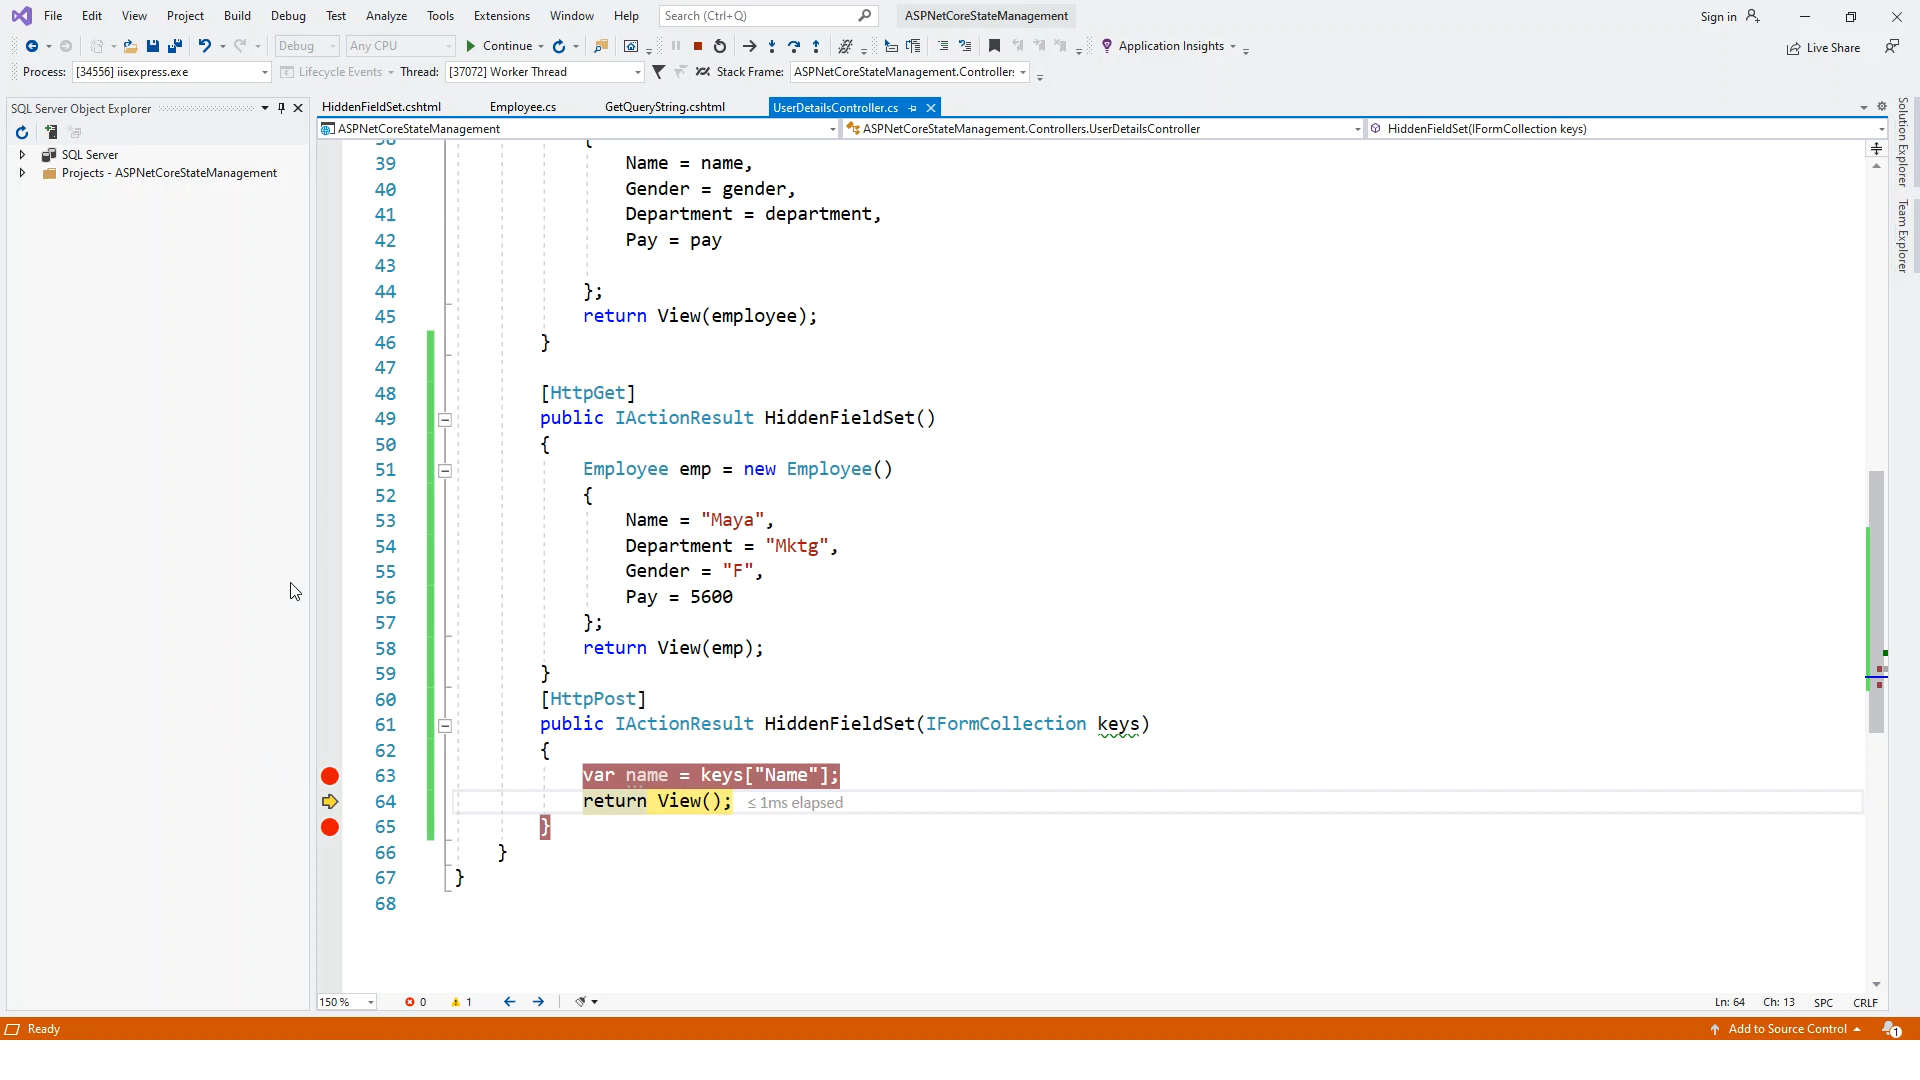 File Edit View Project Build Debug Test Analyze Tools Extensions Window Help Search (Ctrl+Q) ASPNetCoreStateManagement Sign in
Debug Any CPU Continue Application Insights Live Share
Process: [34556] iisexpress.exe Lifecycle Events Thread: [37072] Worker Thread Stack Frame: ASPNetCoreStateManagement.Controllers
SQL Server Object Explorer HiddenFieldSet.cshtml Employee.cs GetQueryString.cshtml UserDetailsController.cs
ASPNetCoreStateManagement ASPNetCoreStateManagement.Controllers.UserDetailsController HiddenFieldSet(IFormCollection keys)
SQL Server
Projects - ASPNetCoreStateManagement
Solution Explorer
Team Explorer
38 {
39 Name = name,
40 Gender = gender,
41 Department = department,
42 Pay = pay
43
44 };
45 return View(employee);
46 }
47
48 [HttpGet]
49 public IActionResult HiddenFieldSet()
50 {
51 Employee emp = new Employee()
52 {
53 Name = "Maya",
54 Department = "Mktg",
55 Gender = "F",
56 Pay = 5600
57 };
58 return View(emp);
59 }
60 [HttpPost]
61 public IActionResult HiddenFieldSet(IFormCollection keys)
62 {
63 var name = keys["Name"];
64 return View(); ≤ 1ms elapsed
65 }
66 }
67 }
68
150 % 0 1 Ln: 64 Ch: 13 SPC CRLF
Ready Add to Source Control 1